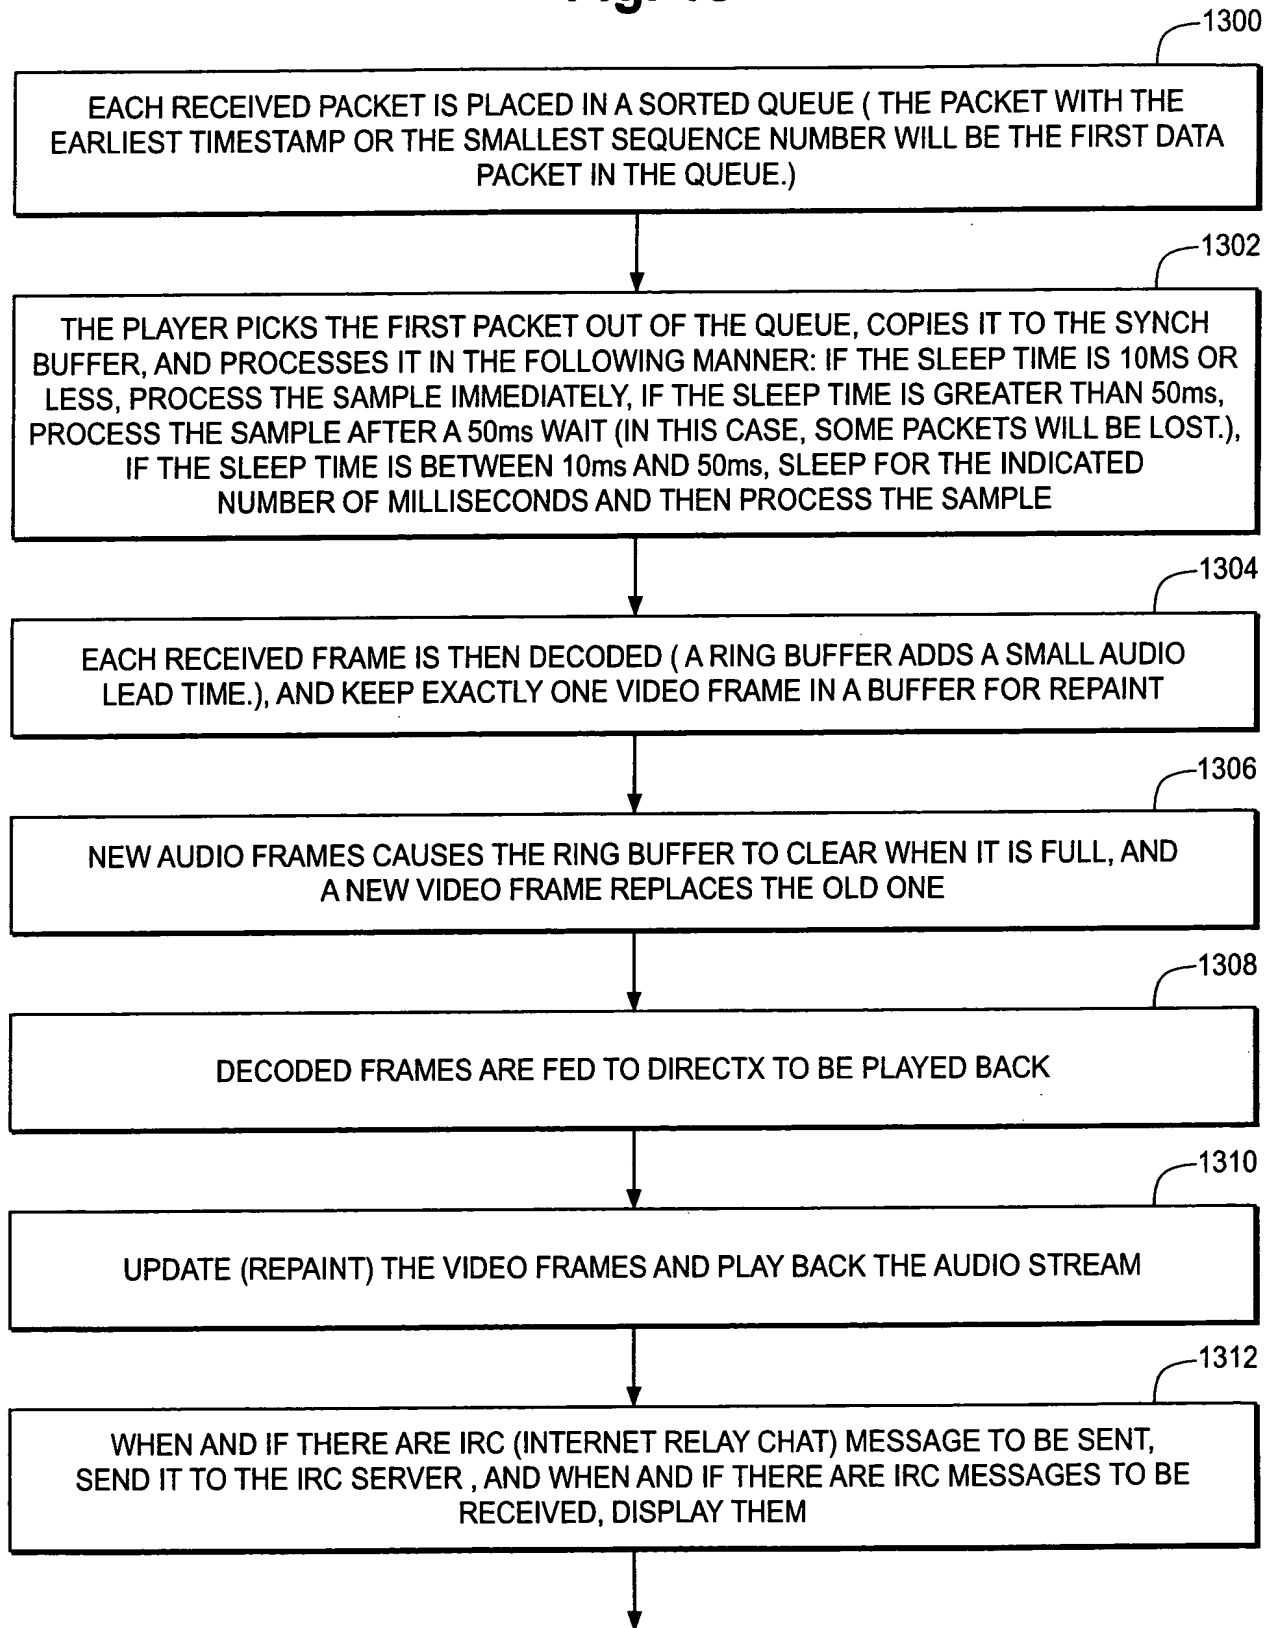 1300
EACH RECEIVED PACKET IS PLACED IN A SORTED QUEUE ( THE PACKET WITH THE
EARLIEST TIMESTAMP OR THE SMALLEST SEQUENCE NUMBER WILL BE THE FIRST DATA
PACKET IN THE QUEUE.)
1302
THE PLAYER PICKS THE FIRST PACKET OUT OF THE QUEUE, COPIES IT TO THE SYNCH
BUFFER, AND PROCESSES IT IN THE FOLLOWING MANNER: IF THE SLEEP TIME IS 10MS OR
LESS, PROCESS THE SAMPLE IMMEDIATELY, IF THE SLEEP TIME IS GREATER THAN 50ms,
PROCESS THE SAMPLE AFTER A 50ms WAIT (IN THIS CASE, SOME PACKETS WILL BE LOST.),
IF THE SLEEP TIME IS BETWEEN 10ms AND 50ms, SLEEP FOR THE INDICATED
NUMBER OF MILLISECONDS AND THEN PROCESS THE SAMPLE
1304
EACH RECEIVED FRAME IS THEN DECODED ( A RING BUFFER ADDS A SMALL AUDIO
LEAD TIME.), AND KEEP EXACTLY ONE VIDEO FRAME IN A BUFFER FOR REPAINT
1306
NEW AUDIO FRAMES CAUSES THE RING BUFFER TO CLEAR WHEN IT IS FULL, AND
A NEW VIDEO FRAME REPLACES THE OLD ONE
1308
DECODED FRAMES ARE FED TO DIRECTX TO BE PLAYED BACK
1310
UPDATE (REPAINT) THE VIDEO FRAMES AND PLAY BACK THE AUDIO STREAM
1312
WHEN AND IF THERE ARE IRC (INTERNET RELAY CHAT) MESSAGE TO BE SENT,
SEND IT TO THE IRC SERVER , AND WHEN AND IF THERE ARE IRC MESSAGES TO BE
RECEIVED, DISPLAY THEM